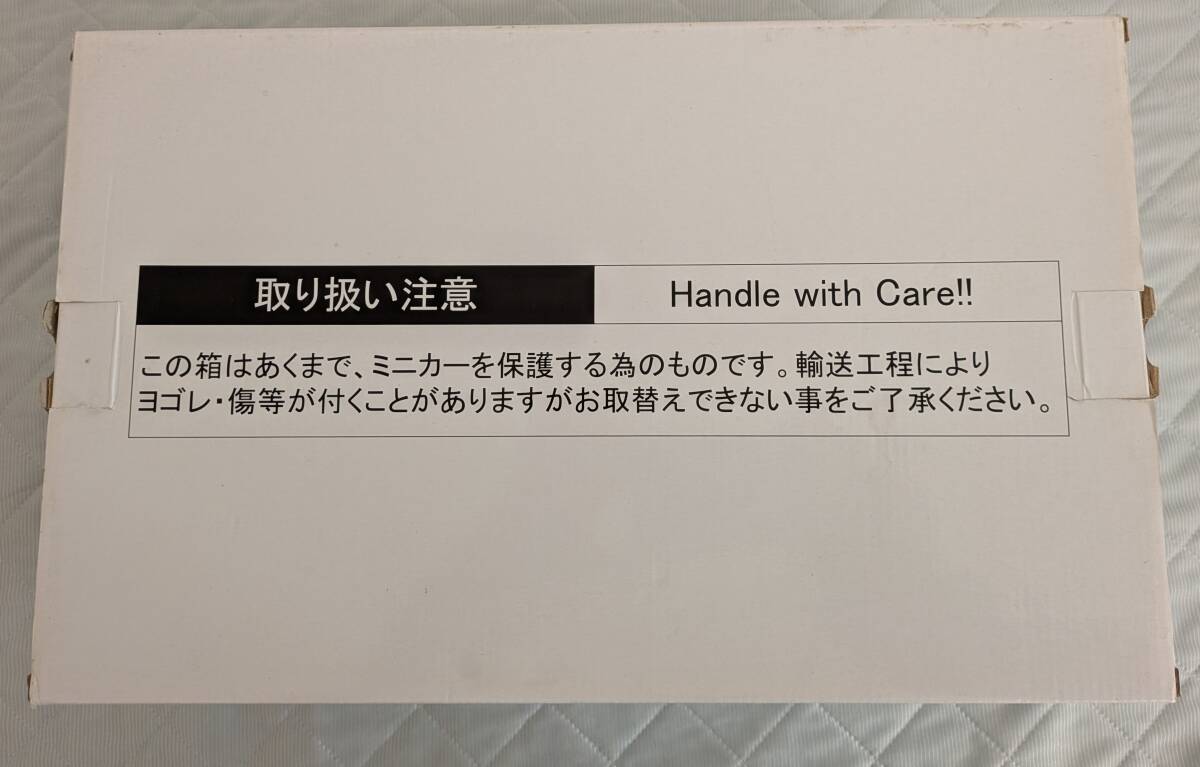 取り扱い注意
Handle with Care!!
この箱はあくまで、ミニカーを保護する為のものです。輸送工程により
ヨゴレ・傷等が付くことがありますがお取替えできない事をご了承ください。